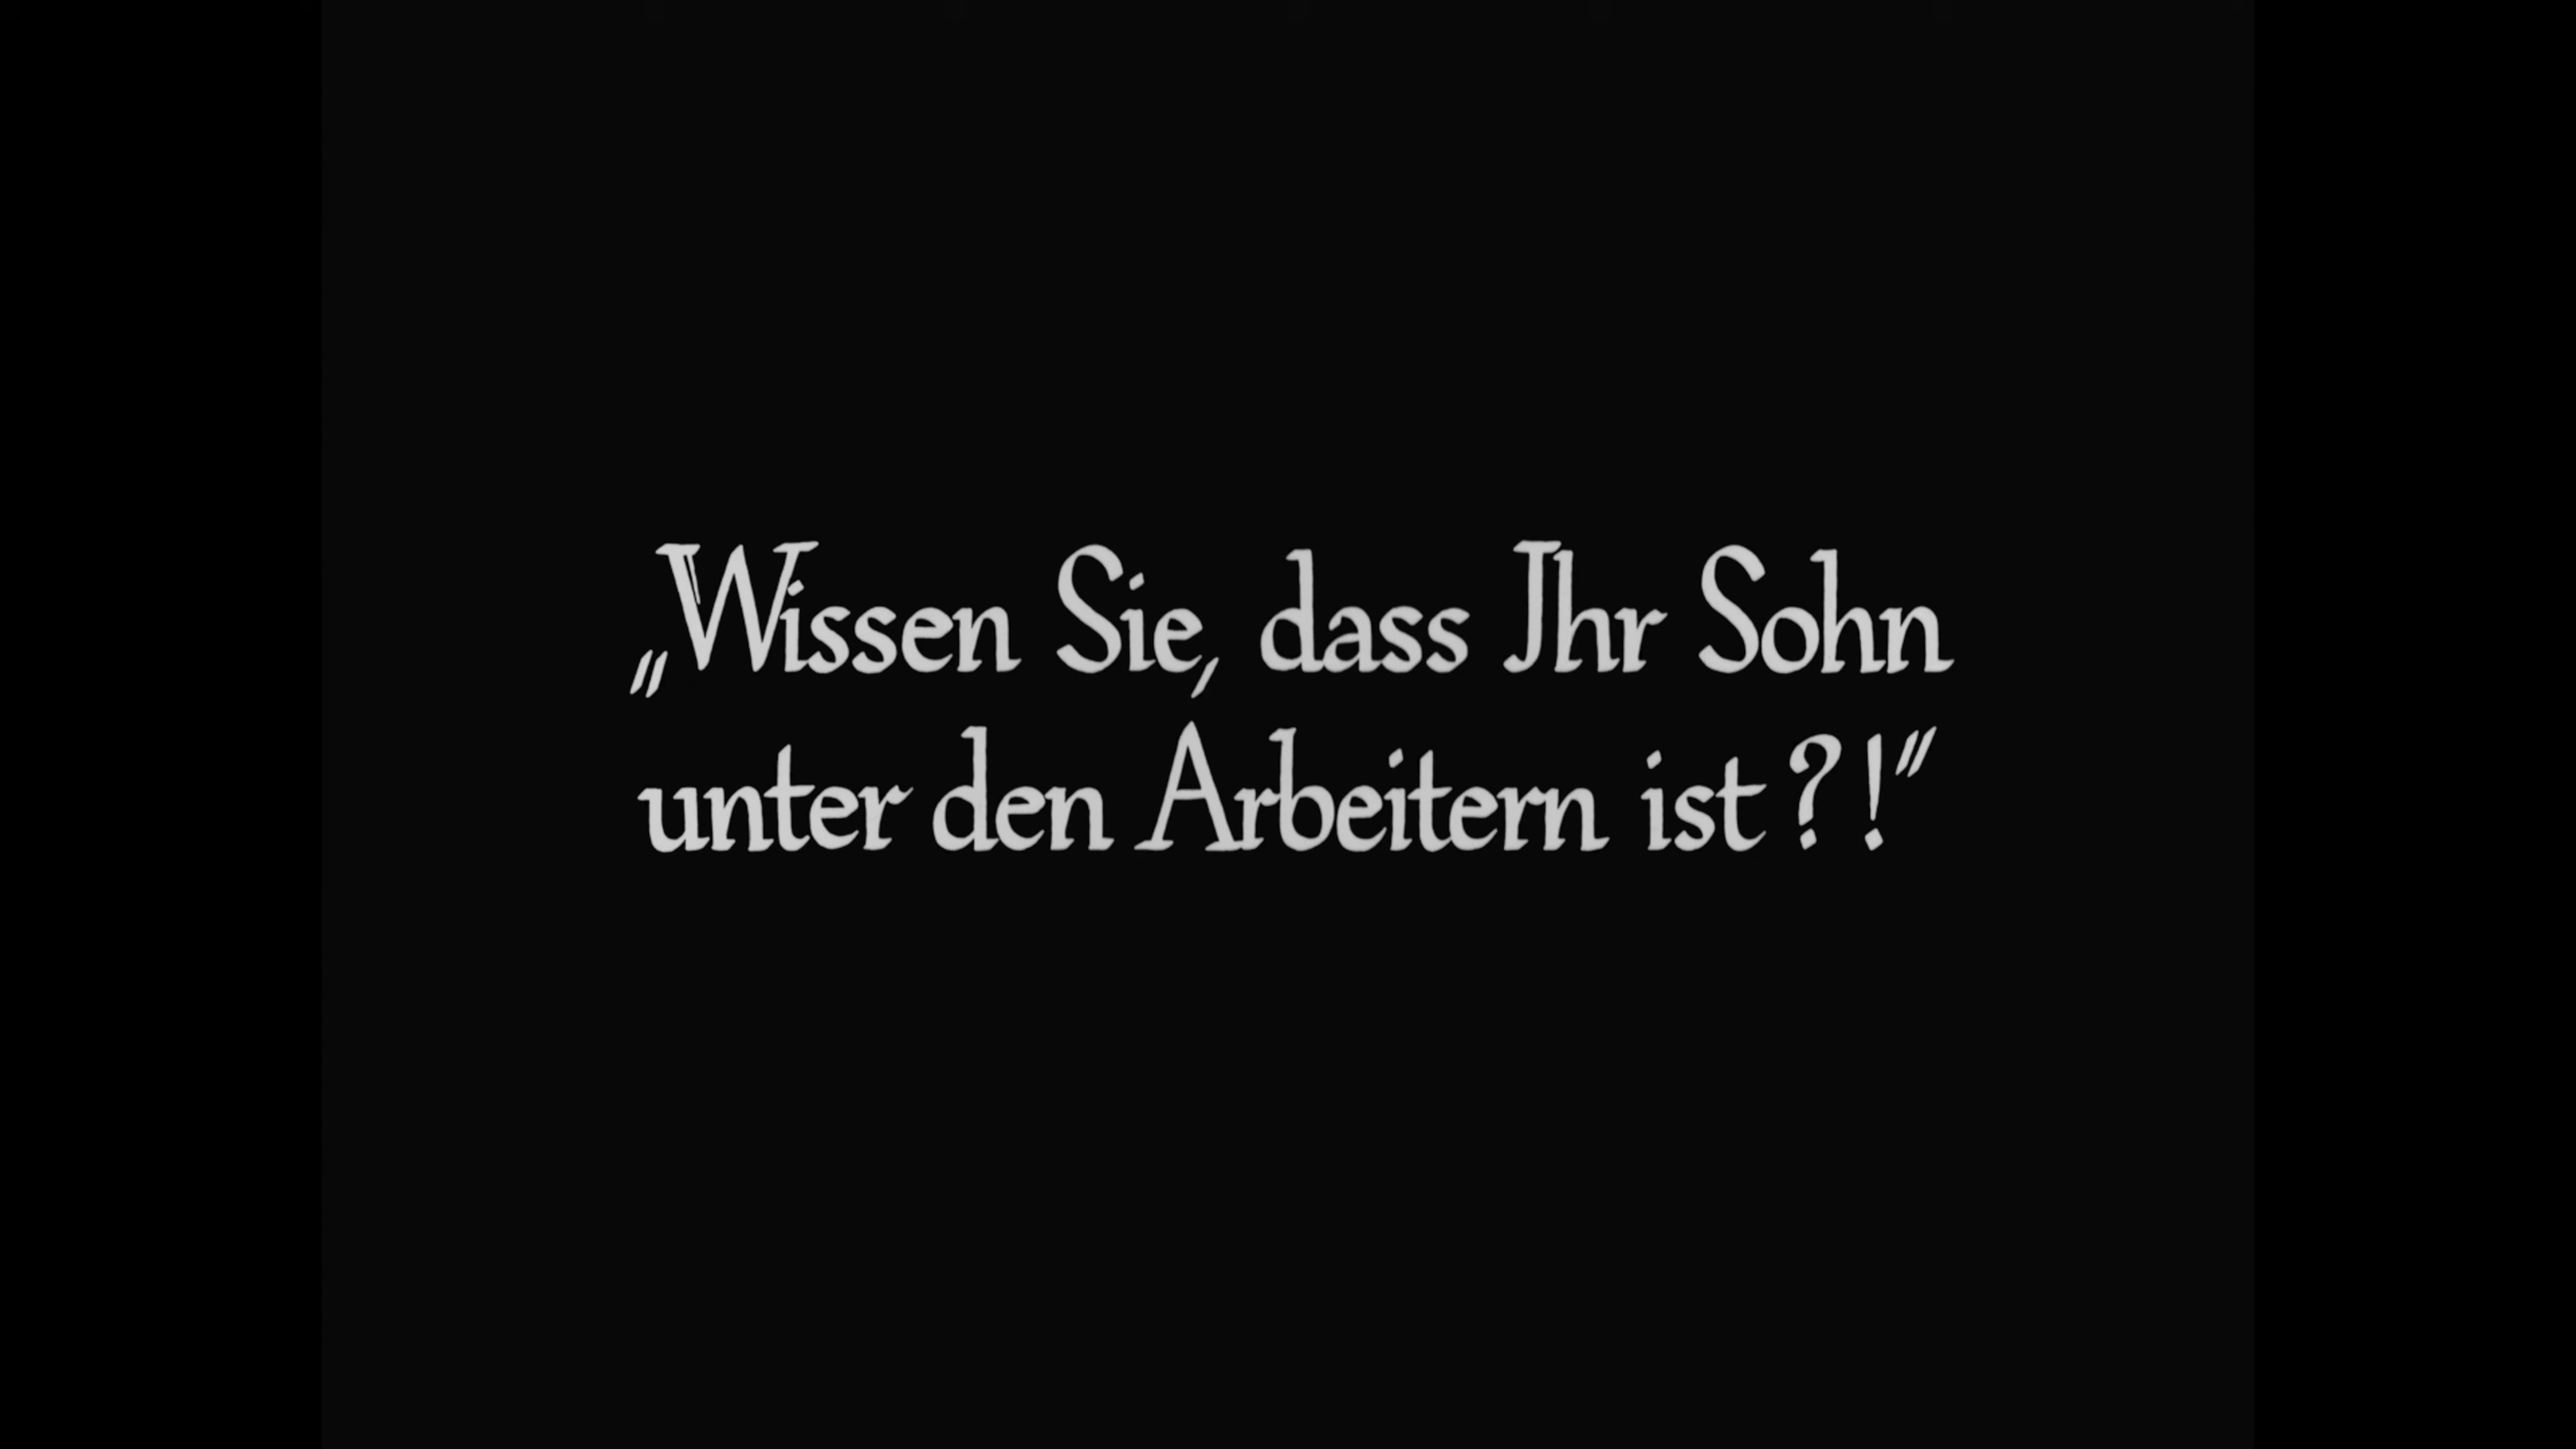 „Wissen Sie, dass Jhr Sohn
unter den Arbeitern ist?!"